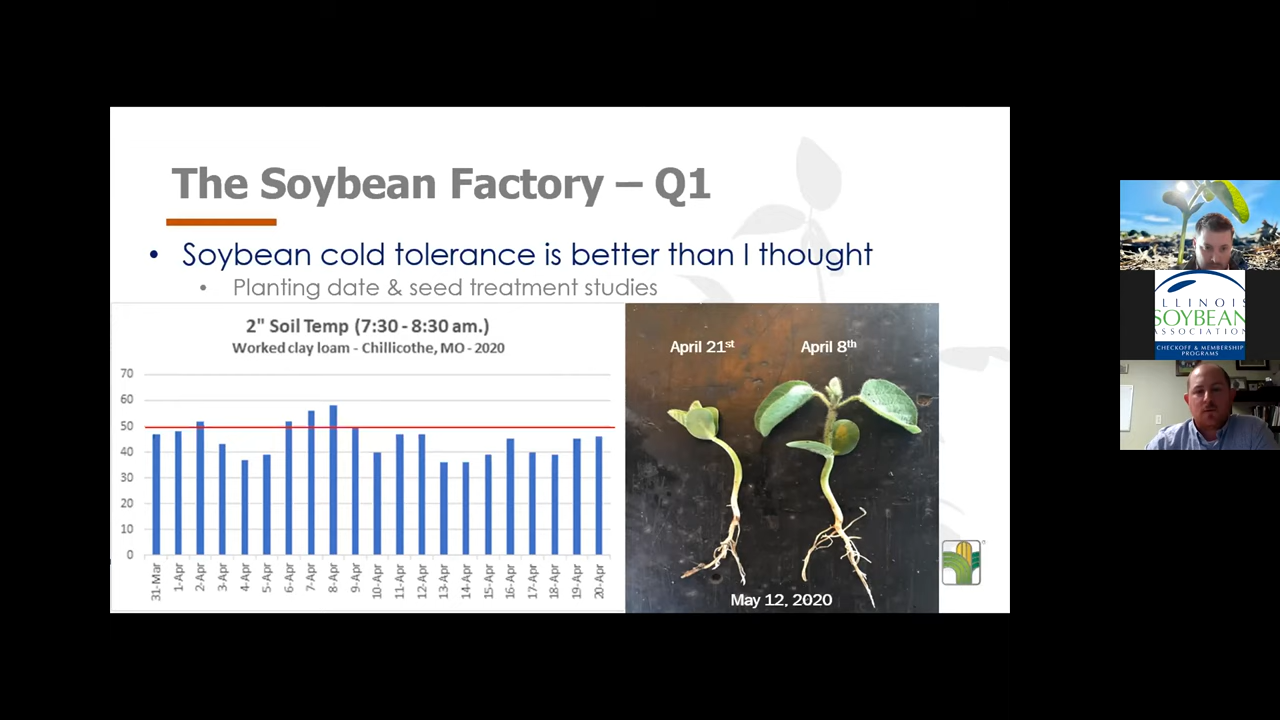 The Soybean Factory – Q1
• Soybean cold tolerance is better than I thought
• Planting date & seed treatment studies
2" Soil Temp (7:30 - 8:30 am.)
Worked clay loam - Chillicothe, MO - 2020
70
60
50
40
30
20
10
0
31-Mar
1-Apr
2-Apr
3-Apr
4-Apr
5-Apr
6-Apr
7-Apr
8-Apr
9-Apr
10-Apr
11-Apr
12-Apr
13-Apr
14-Apr
15-Apr
16-Apr
17-Apr
18-Apr
19-Apr
20-Apr
April 21st
April 8th
May 12, 2020
ILLINOIS
SOYBEAN
ASSOCIATION
CHECKOFF & MEMBERSHIP
PROGRAMS